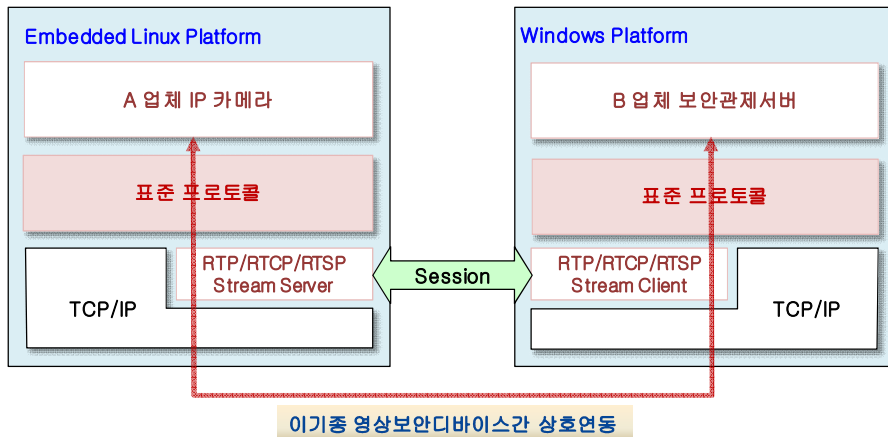 Embedded Linux Platform
A 업체 IP 카메라
표준 프로토콜
RTP/RTCP/RTSP
Stream Server
TCP/IP
Session
Windows Platform
B 업체 보안관제서버
표준 프로토콜
RTP/RTCP/RTSP
Stream Client
TCP/IP
이기종 영상보안디바이스간 상호연동